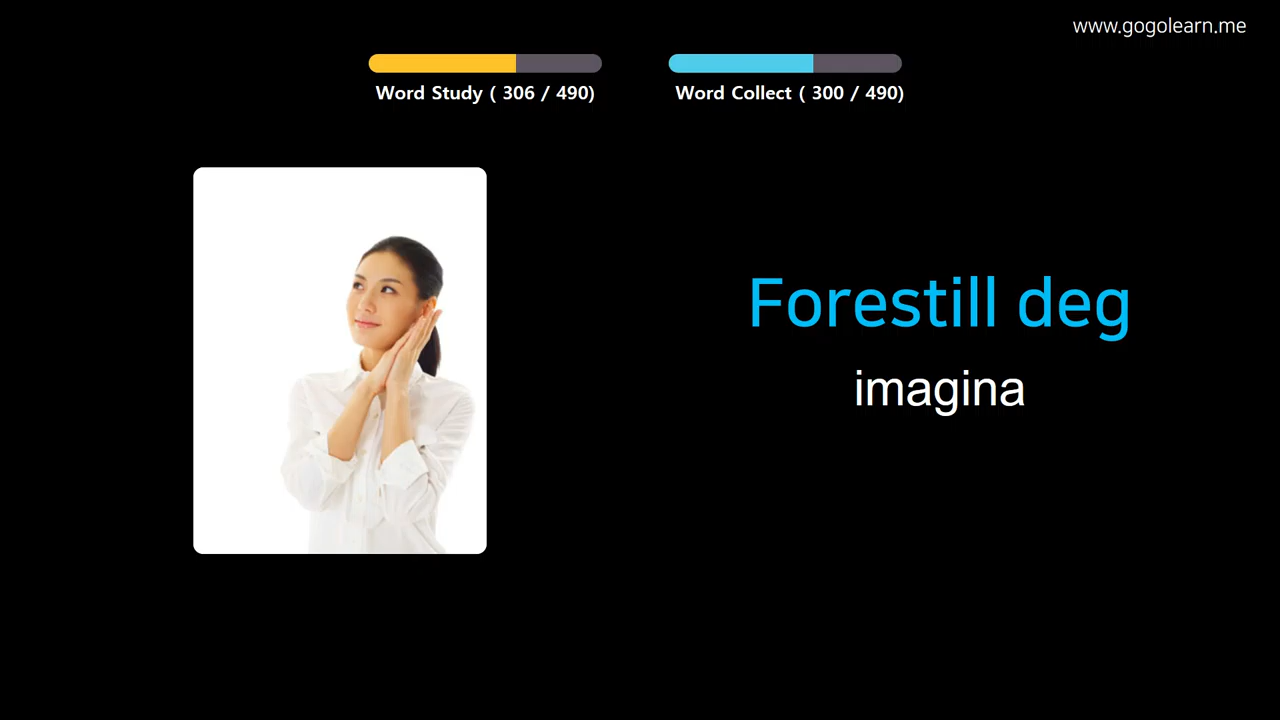 www.gogolearn.me
Word Study ( 306 / 490)
Word Collect ( 300 / 490)
Forestill deg
imagina